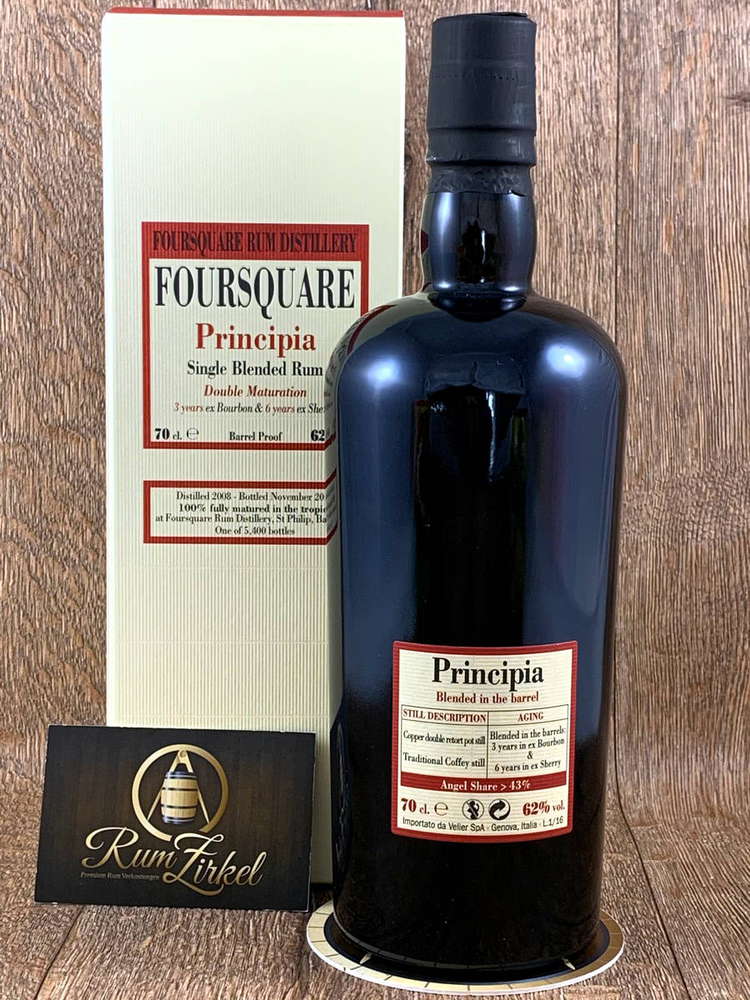 FOURSQUARE RUM DISTILLERY
FOURSQUARE
Principia
Single Blended Rum
Double Maturation
3 years ex Bourbon & 6 years ex Sher
70 cl. ℮ Barrel Proof 62
Distilled 2008 - Bottled November 20
100% fully matured in the tropic
at Foursquare Rum Distillery, St Philip, Ba
One of 5,400 bottles
Principia
Blended in the barrel
STILL DESCRIPTION
Copper double retort pot still
Traditional Coffey still
AGING
Blended in the barrels:
3 years in ex Bourbon
&
6 years in ex Sherry
Angel Share > 43%
70 cl. ℮ 62% vol.
Importato da Velier SpA - Genova, Italia - L.1/16
Rum Zirkel
Premium Rum Verkostungen